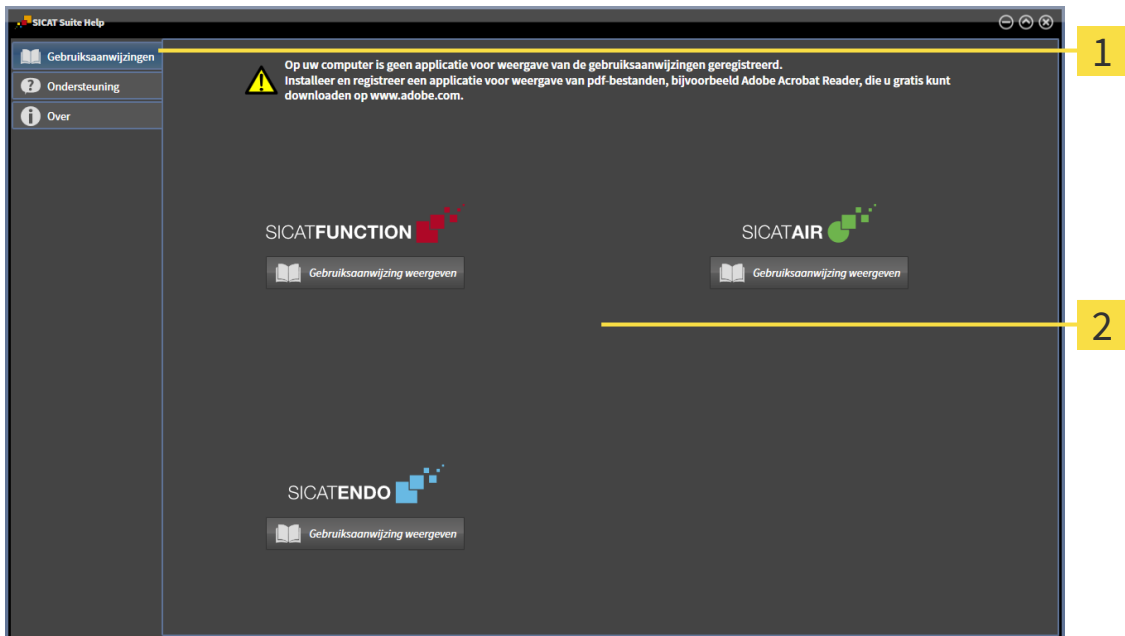 SICAT Suite Help
Gebruiksaanwijzingen
Ondersteuning
Over
1
Op uw computer is geen applicatie voor weergave van de gebruiksaanwijzingen geregistreerd.
Installeer en registreer een applicatie voor weergave van pdf-bestanden, bijvoorbeeld Adobe Acrobat Reader, die u gratis kunt
downloaden op www.adobe.com.
SICATFUNCTION
Gebruiksaanwijzing weergeven
SICATAIR
Gebruiksaanwijzing weergeven
2
SICATENDO
Gebruiksaanwijzing weergeven